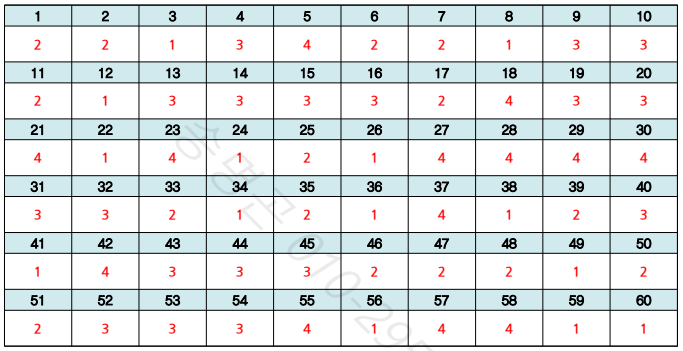 1 2 3 4 5 6 7 8 9 10
2 2 1 3 4 2 2 1 3 3
11 12 13 14 15 16 17 18 19 20
2 1 3 3 3 3 2 4 3 3
21 22 23 24 25 26 27 28 29 30
4 1 4 1 2 1 4 4 4 4
31 32 33 34 35 36 37 38 39 40
3 3 2 1 2 1 4 1 2 3
41 42 43 44 45 46 47 48 49 50
1 4 3 3 3 2 2 2 1 2
51 52 53 54 55 56 57 58 59 60
2 3 3 3 4 1 4 4 1 1